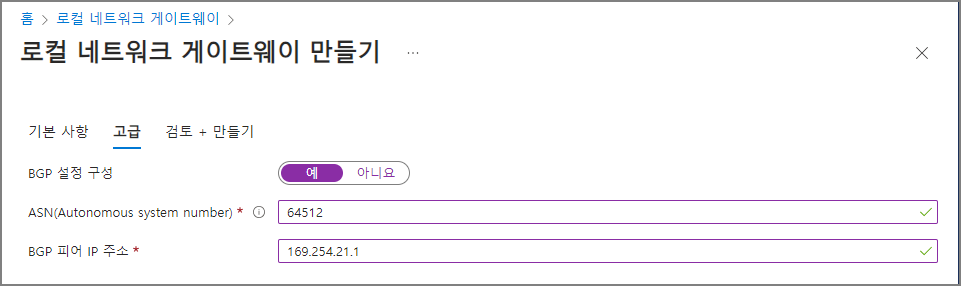 홈 > 로컬 네트워크 게이트웨이 >
로컬 네트워크 게이트웨이 만들기 ...
기본 사항 고급 검토 + 만들기
BGP 설정 구성 예 아니요
ASN(Autonomous system number) * 64512
BGP 피어 IP 주소 * 169.254.21.1